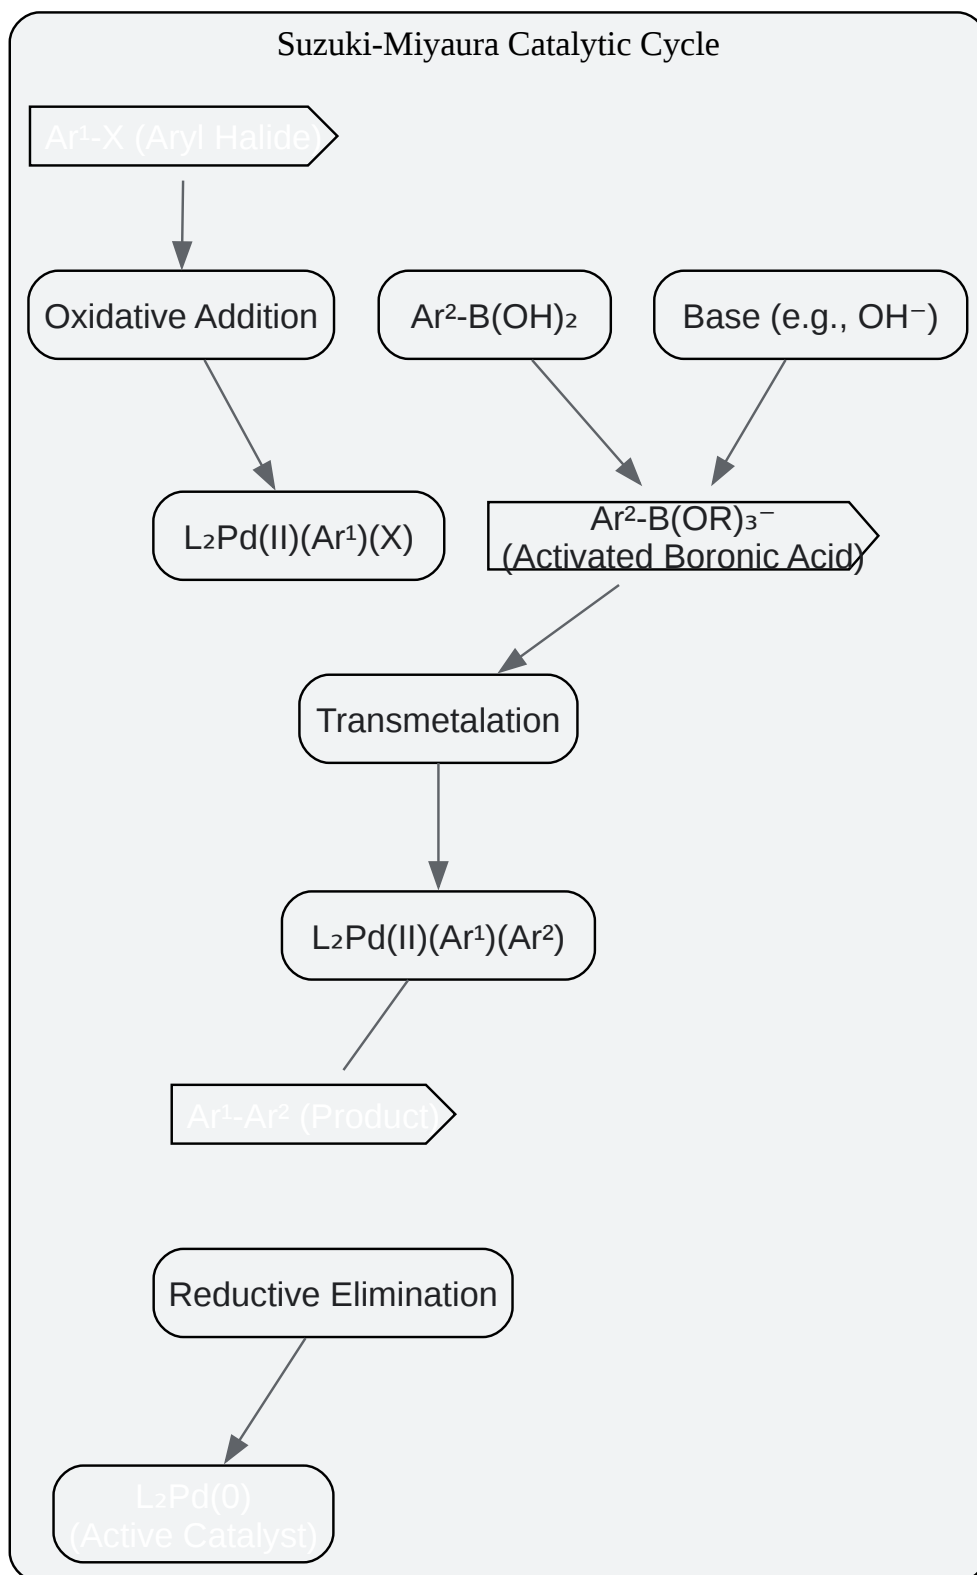 Suzuki-Miyaura Catalytic Cycle
Ar¹-X (Aryl Halide)
Oxidative Addition
Ar²-B(OH)₂
Base (e.g., OH⁻)
L₂Pd(II)(Ar¹)(X)
Ar²-B(OR)₃⁻
(Activated Boronic Acid)
Transmetalation
L₂Pd(II)(Ar¹)(Ar²)
Ar¹-Ar² (Product)
Reductive Elimination
L₂Pd(0)
(Active Catalyst)